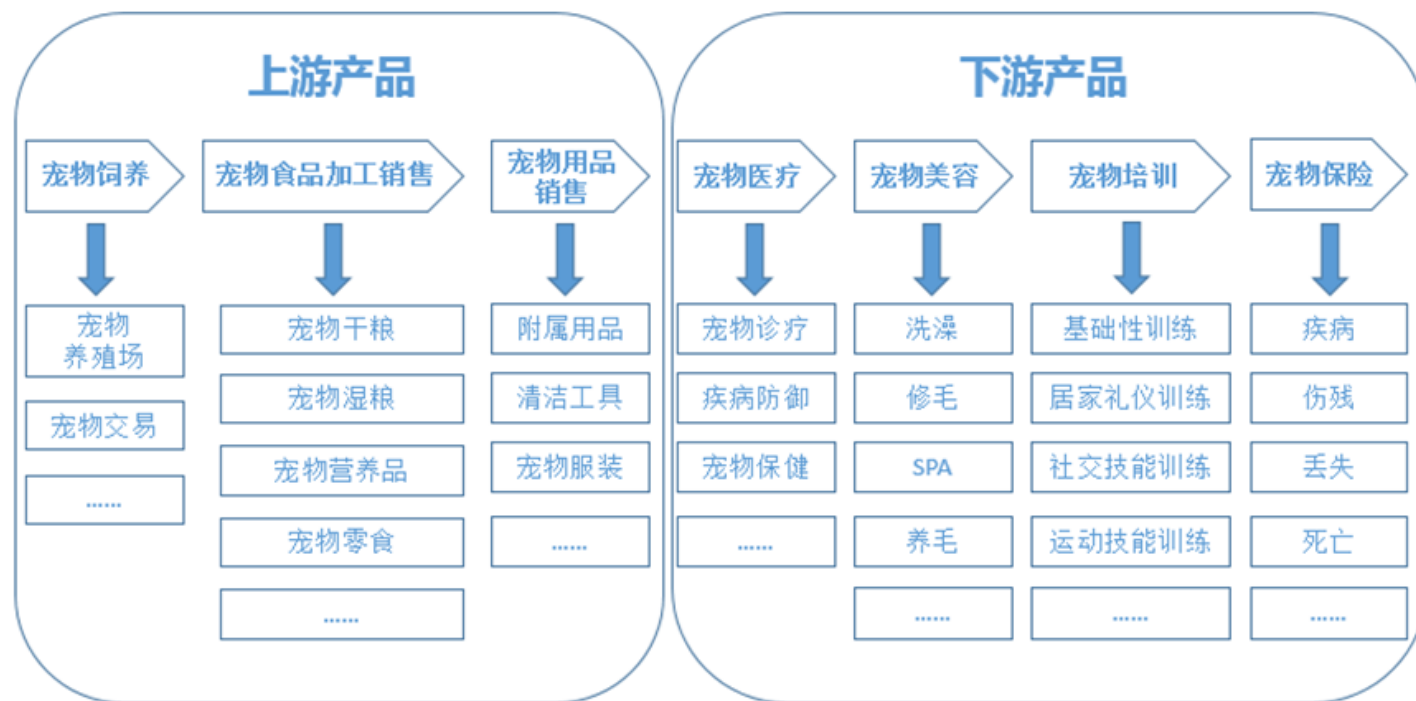 上游产品
宠物饲养
宠物食品加工销售
宠物用品
销售
宠物
养殖场
宠物交易
……
宠物干粮
宠物湿粮
宠物营养品
宠物零食
……
附属用品
清洁工具
宠物服装
……
下游产品
宠物医疗
宠物美容
宠物培训
宠物保险
宠物诊疗
疾病防御
宠物保健
……
洗澡
修毛
SPA
养毛
……
基础性训练
居家礼仪训练
社交技能训练
运动技能训练
……
疾病
伤残
丢失
死亡
……